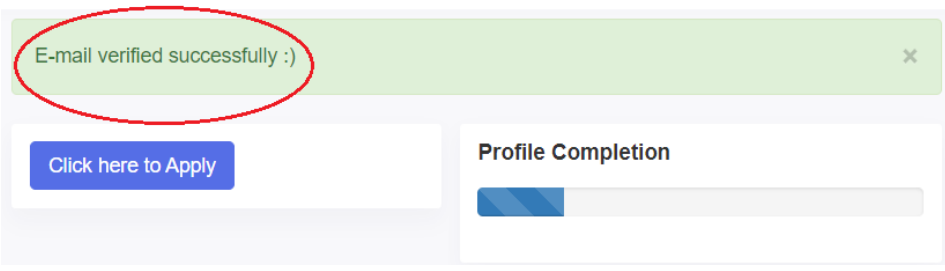 E-mail verified successfully :)
×
Click here to Apply
Profile Completion